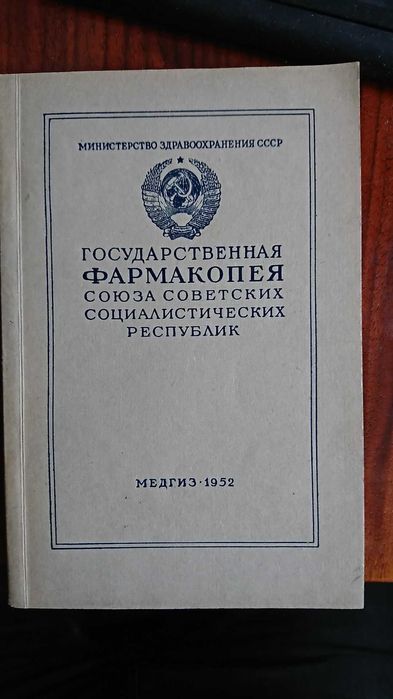 МИНИСТЕРСТВО ЗДРАВООХРАНЕНИЯ СССР
ГОСУДАРСТВЕННАЯ
ФАРМАКОПЕЯ
СОЮЗА СОВЕТСКИХ
СОЦИАЛИСТИЧЕСКИХ
РЕСПУБЛИК
МЕДГИЗ · 1952